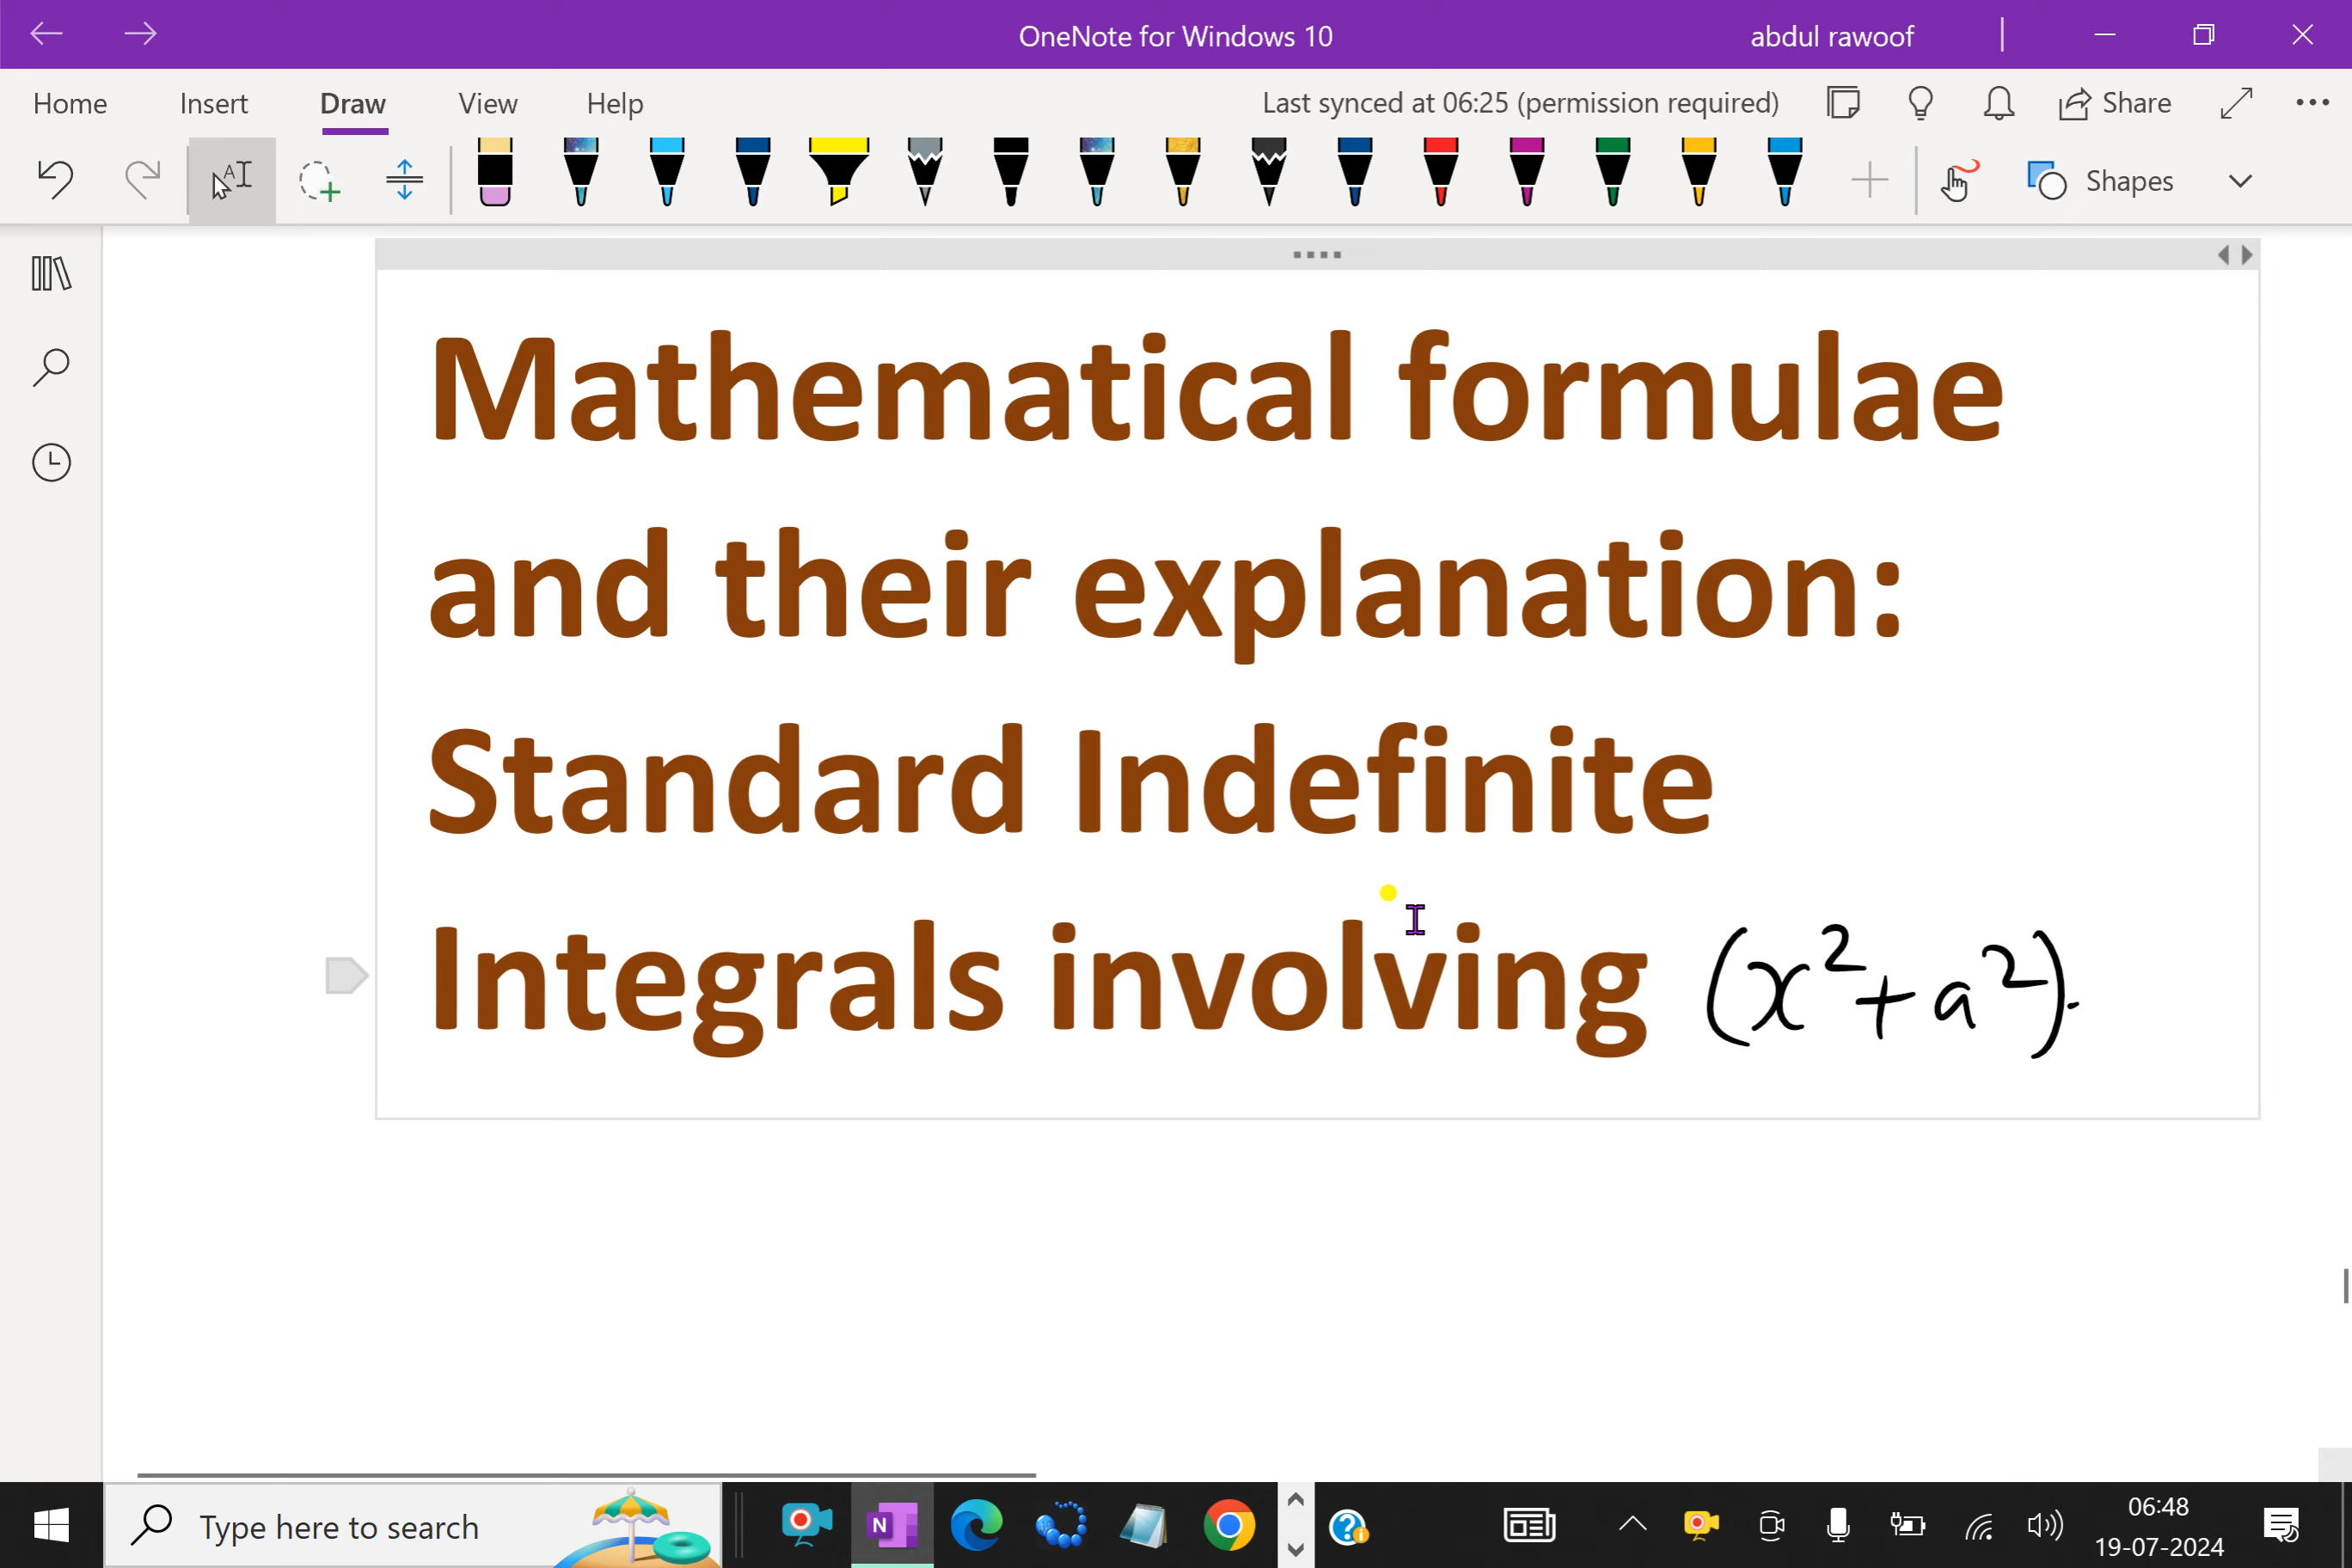 OneNote for Windows 10
abdul rawoof
Home Insert Draw View Help
Last synced at 06:25 (permission required)
Share
Shapes
Mathematical formulae
and their explanation:
Standard Indefinite
Integrals involving (x²+a²).
Type here to search
06:48
19-07-2024